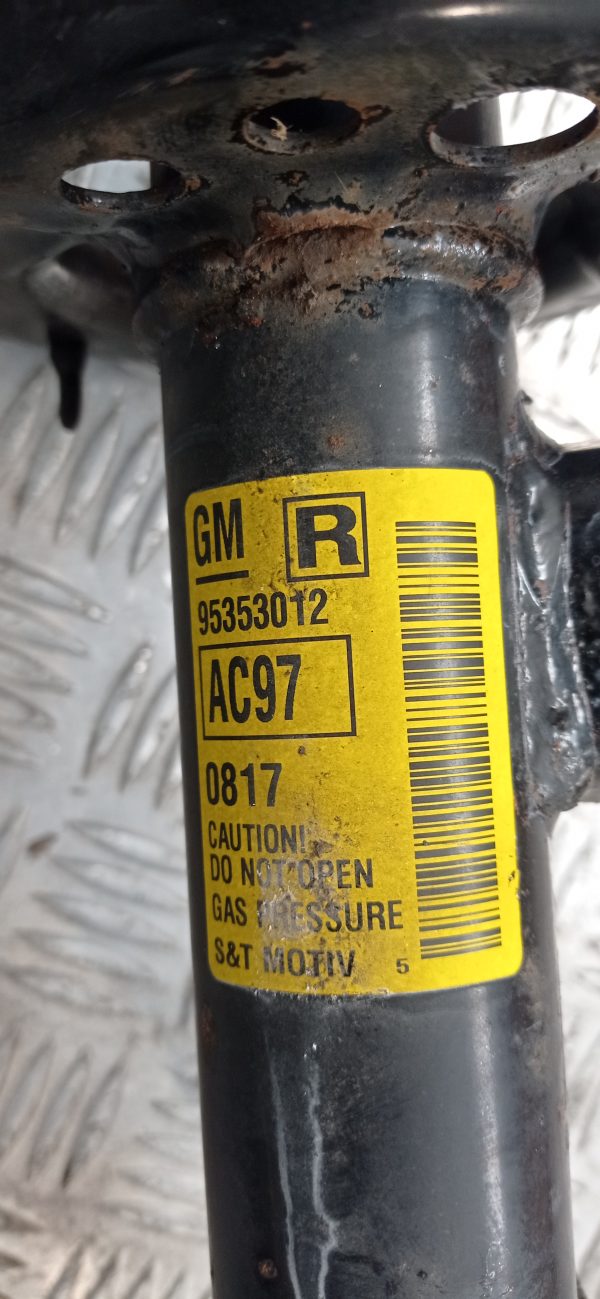 GM R
95353012
AC97
0817
CAUTION!
DO NOT OPEN
GAS PRESSURE
S&T MOTIV 5